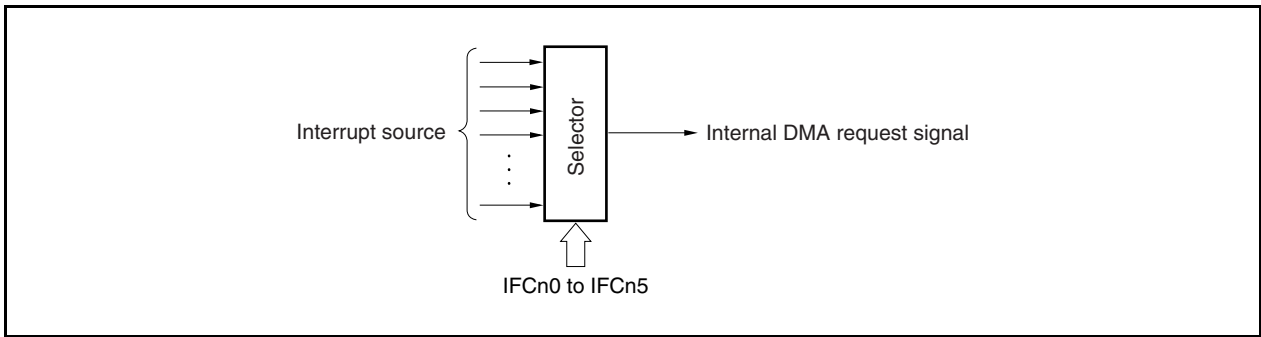 Interrupt source
Selector
Internal DMA request signal
IFCn0 to IFCn5